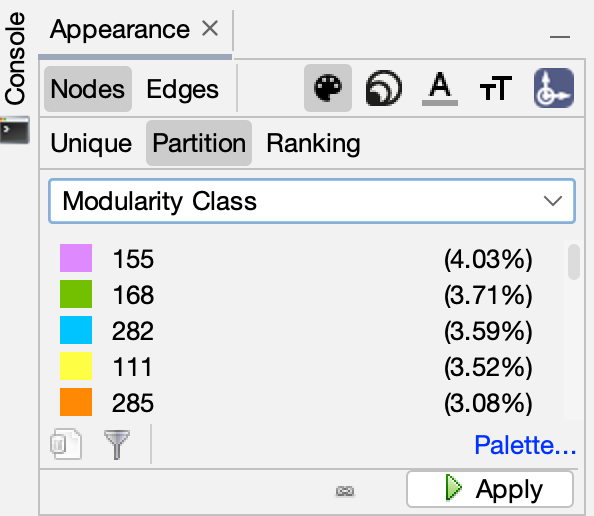 Console
Appearance
Nodes Edges A TT
Unique Partition Ranking
Modularity Class
155 (4.03%)
168 (3.71%)
282 (3.59%)
111 (3.52%)
285 (3.08%)
Palette...
Apply